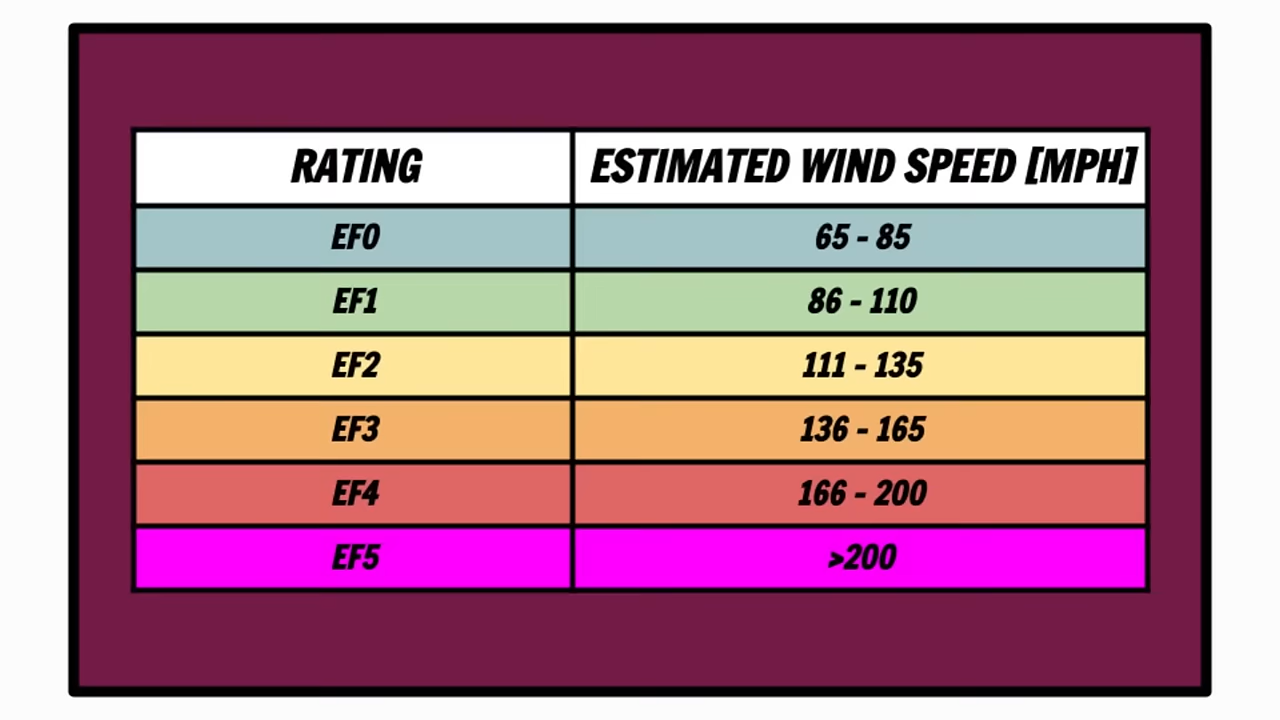 RATING ESTIMATED WIND SPEED [MPH]
EF0 65 - 85
EF1 86 - 110
EF2 111 - 135
EF3 136 - 165
EF4 166 - 200
EF5 >200